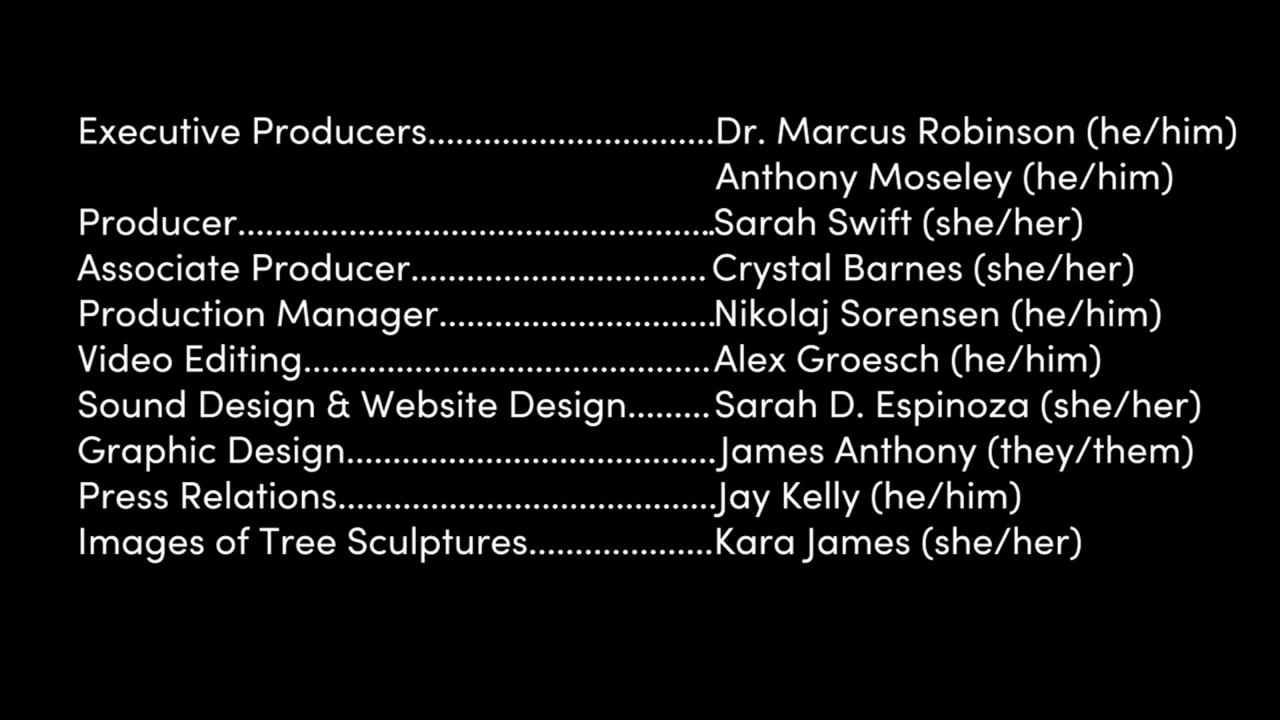 Executive Producers...............................Dr. Marcus Robinson (he/him)
Anthony Moseley (he/him)
Producer...................................................Sarah Swift (she/her)
Associate Producer................................ Crystal Barnes (she/her)
Production Manager..............................Nikolaj Sorensen (he/him)
Video Editing............................................Alex Groesch (he/him)
Sound Design & Website Design.........Sarah D. Espinoza (she/her)
Graphic Design........................................James Anthony (they/them)
Press Relations.........................................Jay Kelly (he/him)
Images of Tree Sculptures....................Kara James (she/her)